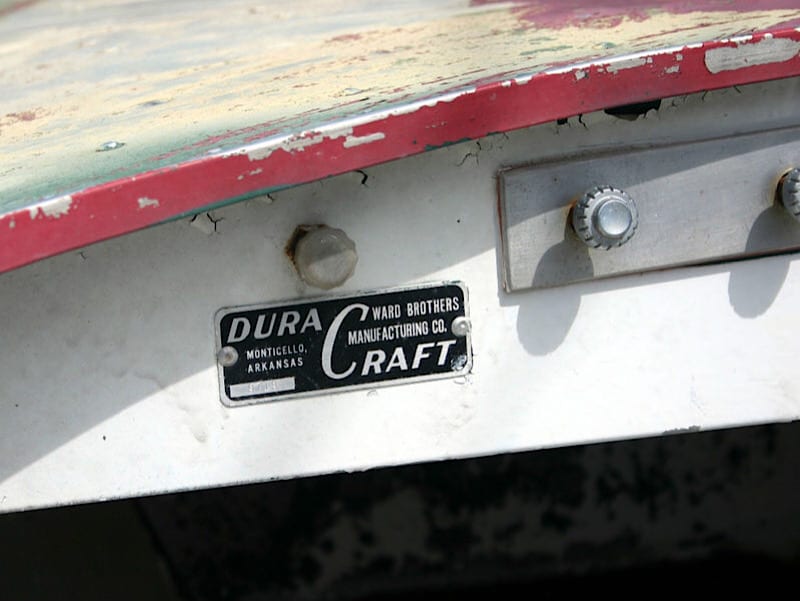 DURA CRAFT
WARD BROTHERS
MANUFACTURING CO.
MONTICELLO,
ARKANSAS